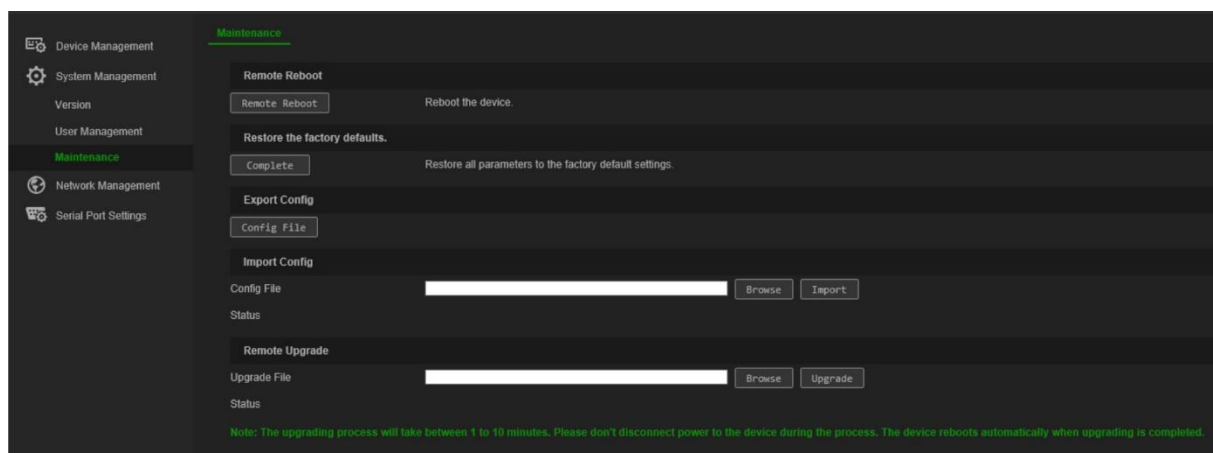 Device Management
System Management
Version
User Management
Maintenance
Network Management
Serial Port Settings
Maintenance
Remote Reboot
Remote Reboot Reboot the device.
Restore the factory defaults.
Complete Restore all parameters to the factory default settings.
Export Config
Config File
Import Config
Config File Browse Import
Status
Remote Upgrade
Upgrade File Browse Upgrade
Status
Note: The upgrading process will take between 1 to 10 minutes. Please don't disconnect power to the device during the process. The device reboots automatically when upgrading is completed.